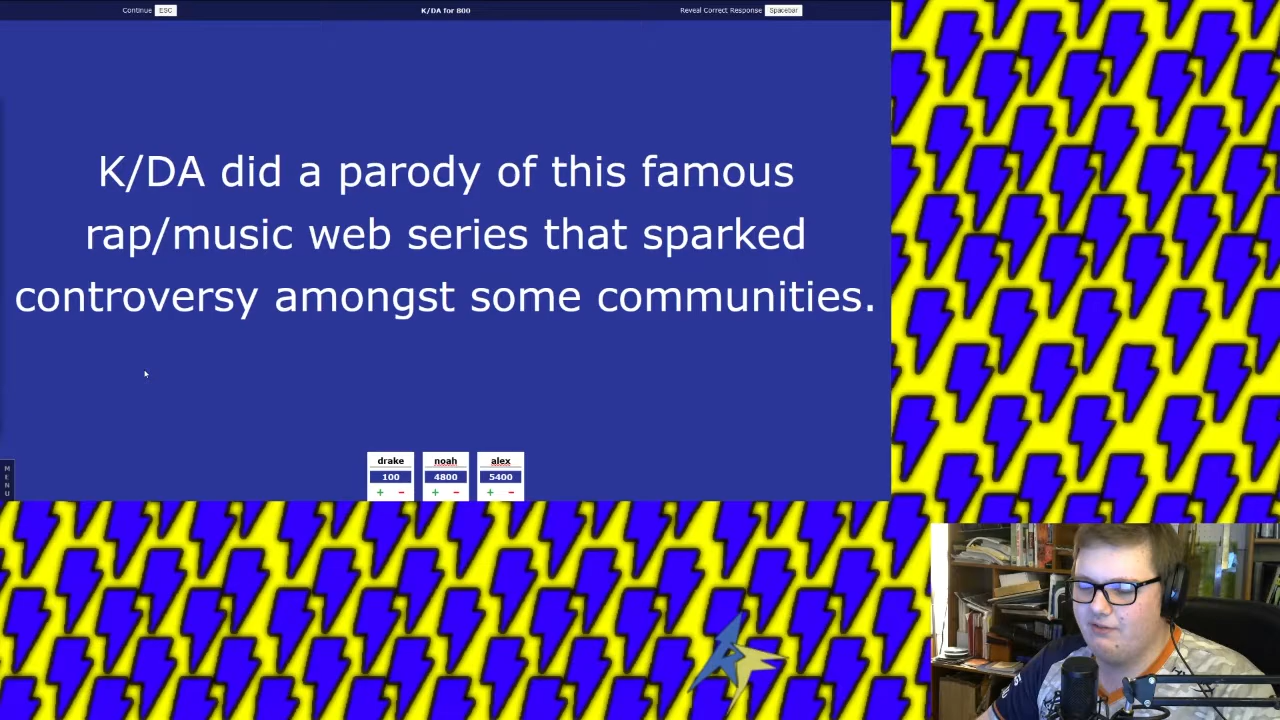 Continue ESC
K/DA for 800
Reveal Correct Response Spacebar
K/DA did a parody of this famous
rap/music web series that sparked
controversy amongst some communities.
MENU
drake noah alex
100 4800 5400
+ − + − + −